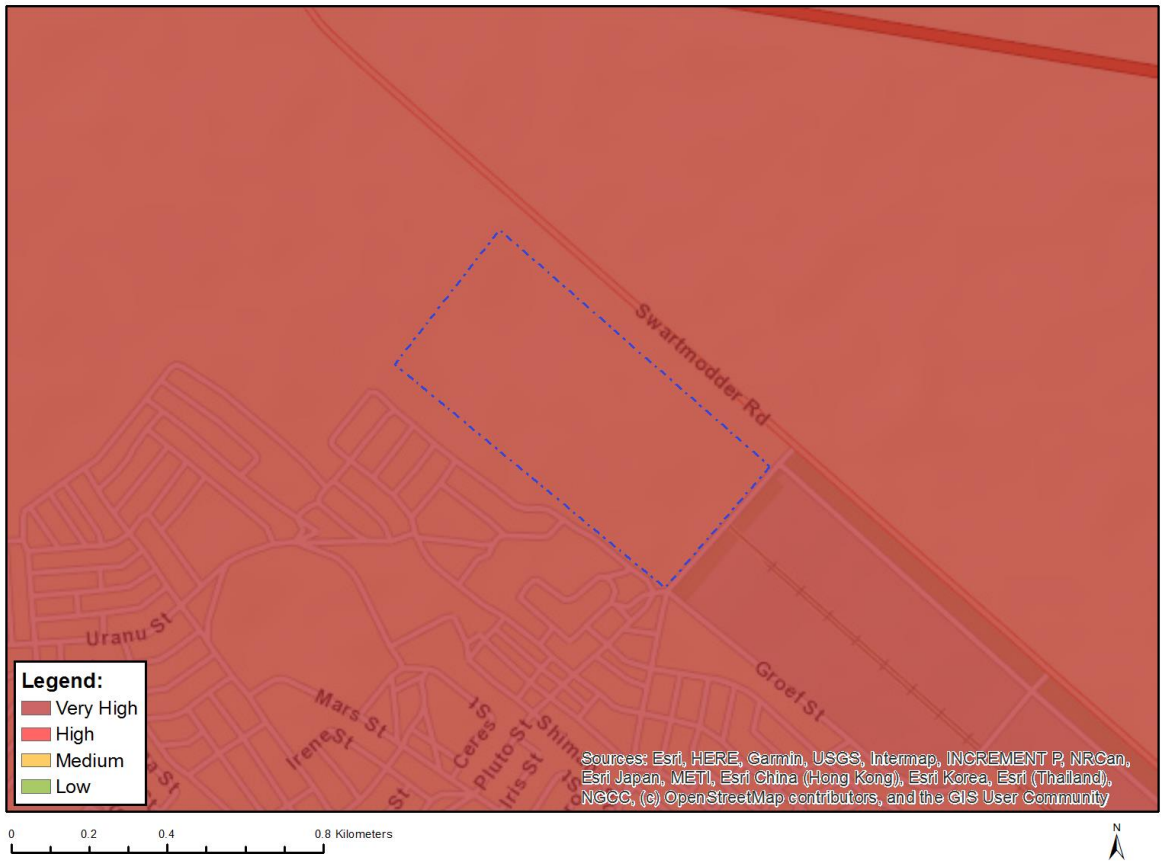 Swartmodder Rd
Uranu St
Groef St
Mars St
Irene St
St
Ceres
Pluto St
Shim
Iris St
St
St
Legend:
Very High
High
Medium
Low
Sources: Esri, HERE, Garmin, USGS, Intermap, INCREMENT P, NRCan,
Esri Japan, METI, Esri China (Hong Kong), Esri Korea, Esri (Thailand),
NGCC, (c) OpenStreetMap contributors, and the GIS User Community
0 0.2 0.4 0.8 Kilometers
N